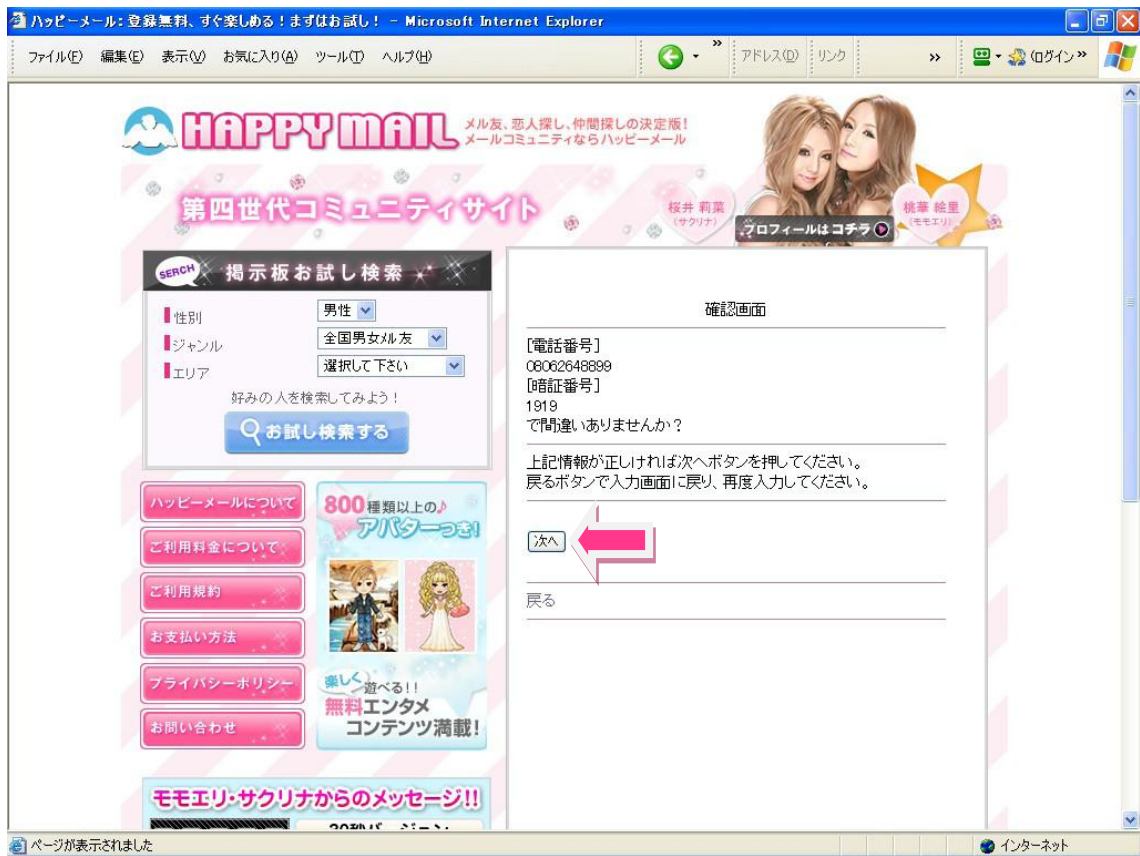 ハッピーメール: 登録無料、すぐ楽しめる!まずはお試し! - Microsoft Internet Explorer
ファイル(F) 編集(E) 表示(V) お気に入り(A) ツール(T) ヘルプ(H) » アドレス(D) リンク » (ログイン »
HAPPY MAIL
メル友、恋人探し、仲間探しの決定版!
メールコミュニティならハッピーメール
第四世代コミュニティサイト
桜井 莉菜
(サクリナ)
プロフィールはコチラ
桃華 絵里
(モモエリ)
SERCH 掲示板お試し検索
性別 男性
ジャンル 全国男女メル友
エリア 選択して下さい
好みの人を検索してみよう!
お試し検索する
ハッピーメールについて
ご利用料金について
ご利用規約
お支払い方法
プライバシーポリシー
お問い合わせ
800種類以上の♪
アバターつき!
楽しく遊べる!!
無料エンタメ
コンテンツ満載!
モモエリ・サクリナからのメッセージ!!
確認画面
[電話番号]
08062648899
[暗証番号]
1919
で間違いありませんか?
上記情報が正しければ次へボタンを押してください。
戻るボタンで入力画面に戻り、再度入力してください。
次へ
戻る
ページが表示されました
インターネット